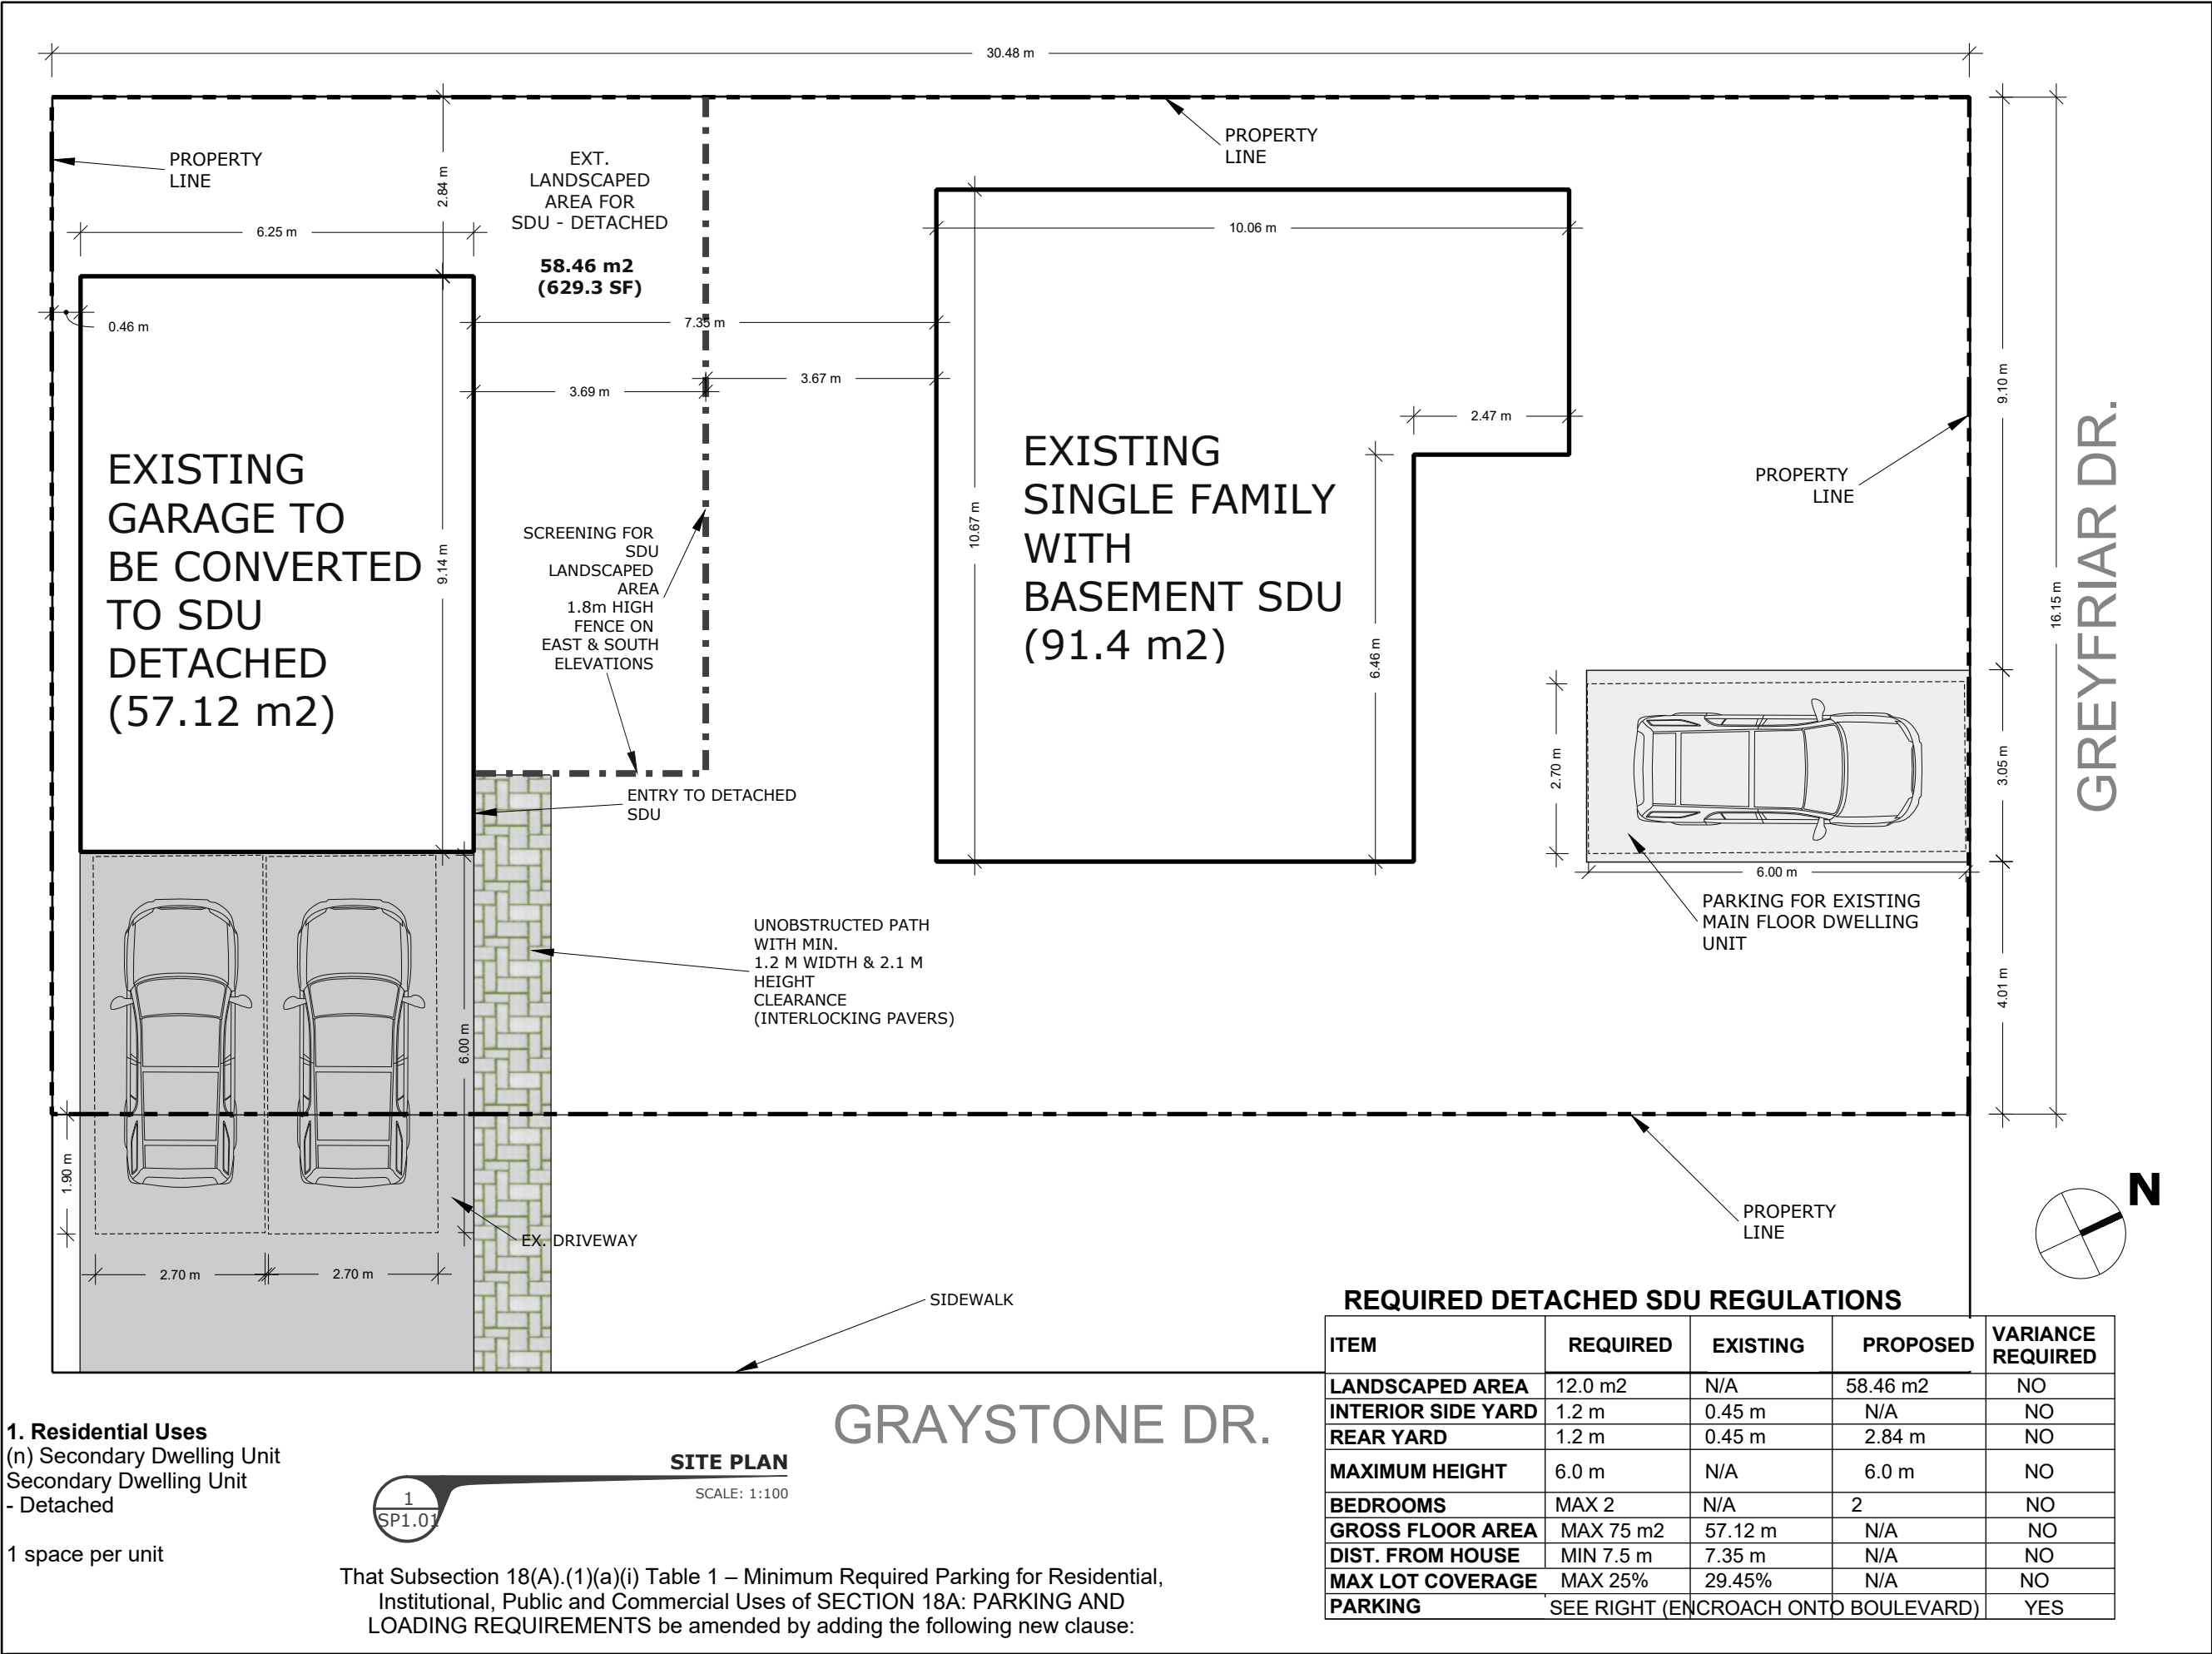 30.48 m
PROPERTY
LINE
PROPERTY
LINE
2.84 m
EXT.
LANDSCAPED
AREA FOR
SDU - DETACHED
58.46 m2
(629.3 SF)
6.25 m
10.06 m
0.46 m
7.35 m
3.69 m
3.67 m
2.47 m
9.10 m
16.15 m
GREYFRIAR DR.
EXISTING
GARAGE TO
BE CONVERTED
TO SDU
DETACHED
(57.12 m2)
9.14 m
SCREENING FOR
SDU
LANDSCAPED
AREA
1.8m HIGH
FENCE ON
EAST & SOUTH
ELEVATIONS
10.67 m
EXISTING
SINGLE FAMILY
WITH
BASEMENT SDU
(91.4 m2)
6.46 m
PROPERTY
LINE
2.70 m
3.05 m
6.00 m
ENTRY TO DETACHED
SDU
PARKING FOR EXISTING
MAIN FLOOR DWELLING
UNIT
UNOBSTRUCTED PATH
WITH MIN.
1.2 M WIDTH & 2.1 M
HEIGHT
CLEARANCE
(INTERLOCKING PAVERS)
4.01 m
6.00 m
1.90 m
EX. DRIVEWAY
2.70 m
2.70 m
PROPERTY
LINE
N
SIDEWALK
GRAYSTONE DR.
REQUIRED DETACHED SDU REGULATIONS
ITEM REQUIRED EXISTING PROPOSED VARIANCE REQUIRED
LANDSCAPED AREA 12.0 m2 N/A 58.46 m2 NO
INTERIOR SIDE YARD 1.2 m 0.45 m N/A NO
REAR YARD 1.2 m 0.45 m 2.84 m NO
MAXIMUM HEIGHT 6.0 m N/A 6.0 m NO
BEDROOMS MAX 2 N/A 2 NO
GROSS FLOOR AREA MAX 75 m2 57.12 m N/A NO
DIST. FROM HOUSE MIN 7.5 m 7.35 m N/A NO
MAX LOT COVERAGE MAX 25% 29.45% N/A NO
PARKING SEE RIGHT (ENCROACH ONTO BOULEVARD) YES
1. Residential Uses
(n) Secondary Dwelling Unit
Secondary Dwelling Unit
- Detached
1 space per unit
SITE PLAN
SCALE: 1:100
1
SP1.01
That Subsection 18(A).(1)(a)(i) Table 1 – Minimum Required Parking for Residential,
Institutional, Public and Commercial Uses of SECTION 18A: PARKING AND
LOADING REQUIREMENTS be amended by adding the following new clause: